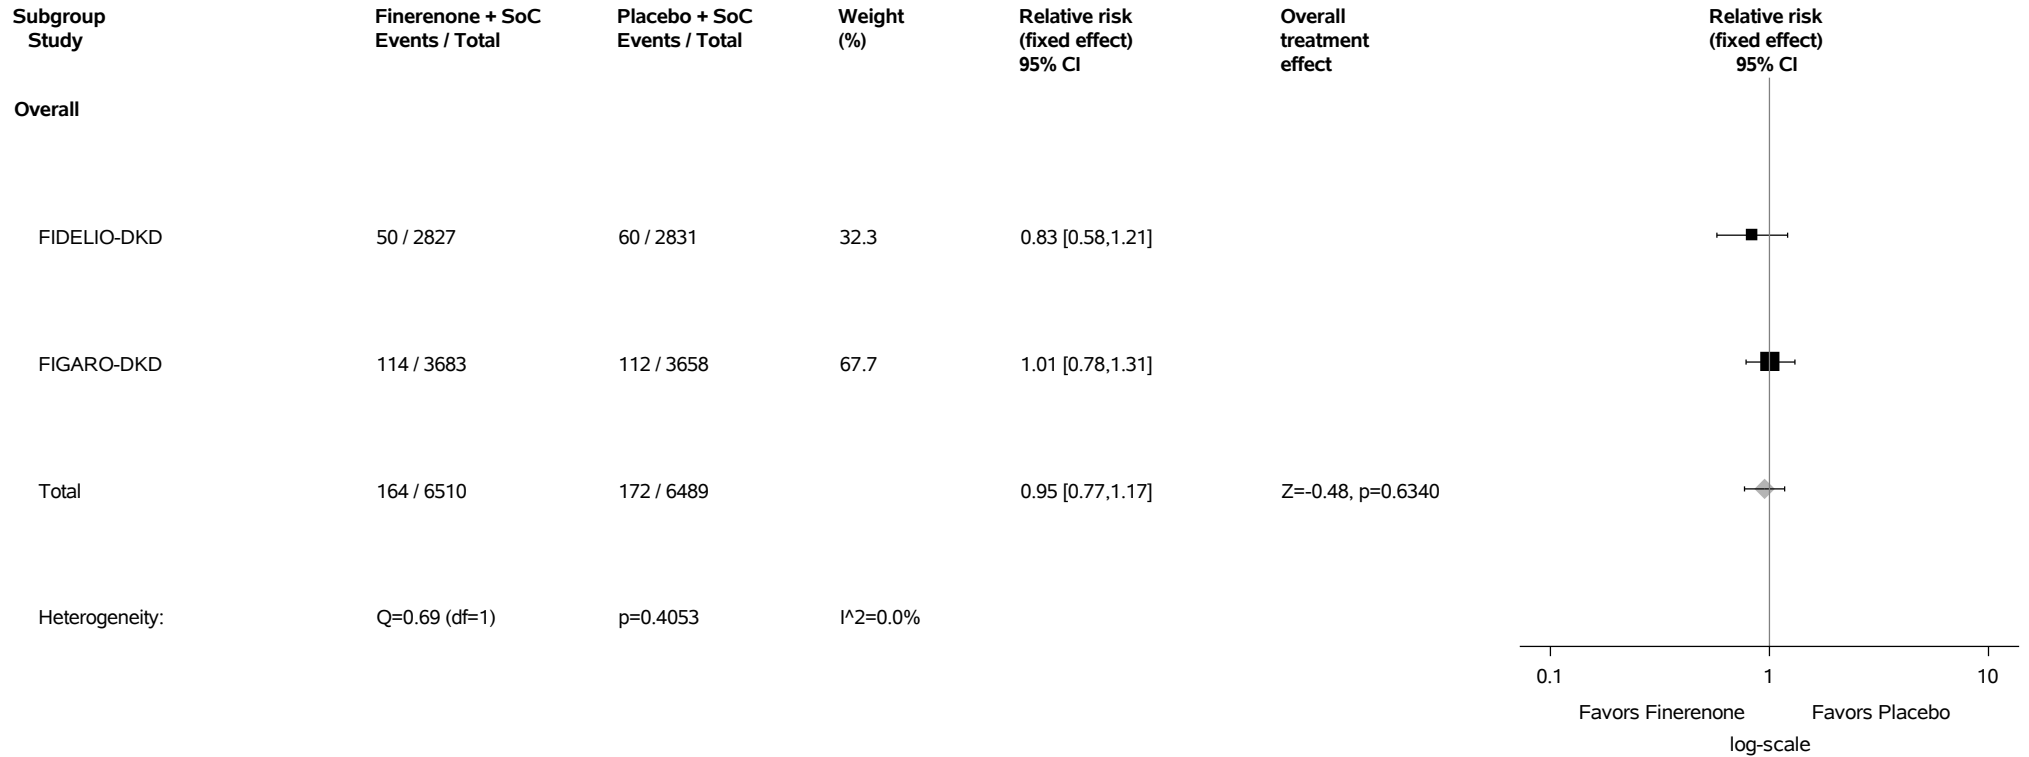 Subgroup Finerenone + SoC Placebo + SoC Weight Relative risk Overall Relative risk
Study Events / Total Events / Total (%) (fixed effect) treatment (fixed effect)
95% CI effect 95% CI
Overall
FIDELIO-DKD 50 / 2827 60 / 2831 32.3 0.83 [0.58,1.21]
FIGARO-DKD 114 / 3683 112 / 3658 67.7 1.01 [0.78,1.31]
Total 164 / 6510 172 / 6489 0.95 [0.77,1.17] Z=-0.48, p=0.6340
Heterogeneity: Q=0.69 (df=1) p=0.4053 I^2=0.0%
0.1 1 10
Favors Finerenone Favors Placebo
log-scale